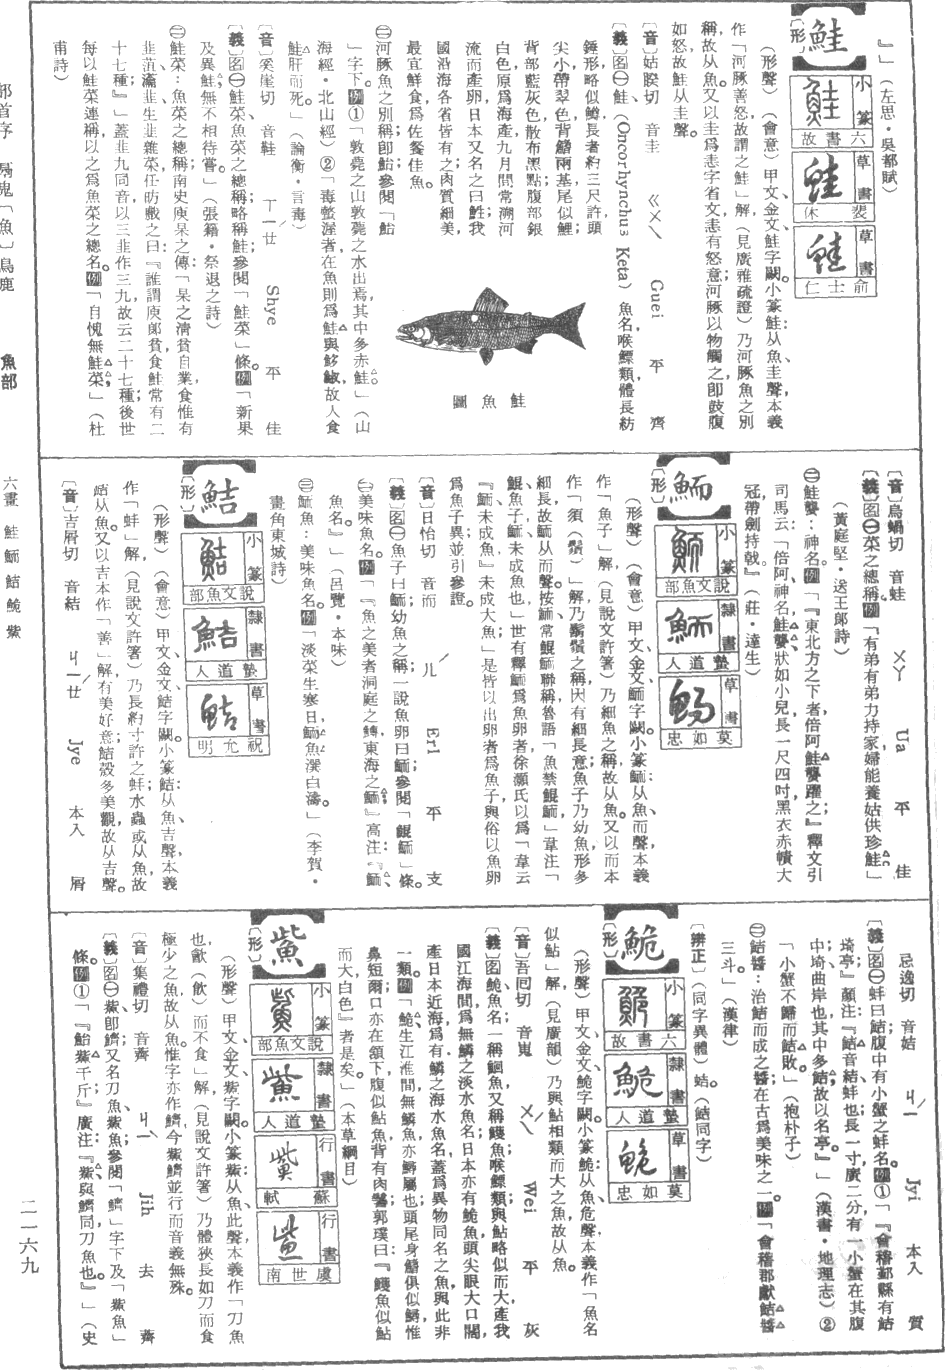 』」(左思·吳都賦)
鮭
〔形〕
小篆 六書故
草書 裴休
草書 俞士仁
(形聲)(會意)甲文、金文鮭字闕。小篆鮭:从魚、圭聲,本義
作「河豚善怒,故謂之鮭」解(見廣雅疏證)乃河豚魚之別
稱,故从魚。又以圭爲恚字省文,恚有怒意;河豚以物觸之即鼓腹
如怒,故鮭从圭聲。
〔音〕姑睽切 音圭 ㄍㄨㄟ Guei 平 齊
〔義〕图㊀鮭(Oncorhynchus Keta)魚名,喉鰾類,體長紡
錘形略似鱒,長者約三尺許,頭
尖小帶翠色,背鰭兩基,尾似鯉;
背部藍灰色,散布黑點,腹部銀
白色,原爲海產,九月間常溯河
流而產卵,日本又名之曰鮏,我
國沿海各省皆有之,肉質細美,
最宜鮮食,爲佐餐佳魚。
鮭魚圖
㊁河豚魚之別稱,即鮐;參閱「鮐
」字下。例①「敦薨之山,敦薨之水出焉,其中多赤鮭。」(山
海經·北山經)②「毒螫渥者,在魚則爲鮭與𩶆䱜,故人食
鮭肝而死。」(論衡·言毒)
〔音〕奚崖切 音鞋 ㄒㄧㄝ Shye 平 佳
〔義〕图㊀鮭菜魚菜之總稱,略稱鮭;參閱「鮭菜」條。例「新果
及異鮭,無不相待嘗。」(張籍·祭退之詩)
㊁鮭菜:魚菜之總稱;南史庾杲之傳:「杲之清貧自業,食惟有
韭菹、瀹韭、生韭雜菜,任昉戲之曰:『誰謂庾郎貧,食鮭常有二
十七種』」蓋韭九同音,以三韭作三九,故云二十七種;後世
每以鮭菜連稱,以之爲魚菜之總名。例「自愧無鮭菜。」(杜
甫詩)
〔音〕烏蝸切 音蛙 ㄨㄚ Ua 平 佳
〔義〕图㊀菜之總稱。例「有弟有弟力持家,婦能養姑供珍鮭」
(黃庭堅·送王郎詩)
㊁鮭蠪:神名。例「『東北方之下者,倍阿鮭蠪躍之』釋文引
司馬云:『倍阿,神名,鮭蠪狀如小兒,長一尺四吋,黑衣赤幘大
冠,帶劍持戟。』」(莊·達生)
鮞
〔形〕
小篆 說文魚部
隸書 塾道人
草書 莫如忠
(形聲)(會意)甲文、金文鮞字闕。小篆鮞:从魚、而聲,本義
作「魚子」解(見說文許箸)乃細魚之稱,故从魚。又以而本
作「須(鬚)」解,乃鬍鬚之稱,因有細長意,魚子乃幼魚,形多
細長,故鮞从而聲。按鮞常鯤鮞聯稱,魯語「魚禁鯤鮞」韋注「
鯤,魚子;鮞,未成魚也」世有釋鮞爲魚卵者,徐灝氏以爲「韋云
『鮞未成魚』未成大魚」是皆以出卵者爲魚子,與俗以魚卵
爲魚子異,並引參證。
〔音〕日怡切 音而 ㄦ Erl 平 支
〔義〕图㊀魚子曰鮞,幼魚之稱;一說魚卵曰鮞;參閱「鯤鮞」條。
㊁美味魚名。例「『魚之美者,洞庭之鱄,東海之鮞』高注:『鮞,
魚名。』」(呂覽·本味)
㊂鮞魚:美味魚名。例「淡菜生寒日,鮞魚潠白濤。」(李賀·
畫角東城詩)
鮚
〔形〕
小篆 說文魚部
隸書 塾道人
草書 祝允明
(形聲)(會意)甲文、金文鮚字闕。小篆鮚:从魚、吉聲,本義
作「蚌」解(見說文許箸)乃長約寸許之蚌;水蟲或从魚,故
鮚从魚。又以吉本作「善」解,有美好意,鮚殼多美觀,故从吉聲。
〔音〕吉屑切 音結 ㄐㄧㄝ Jye 本入 屑
忌逸切 音姞 ㄐㄧ Jyi 本入 質
〔義〕图㊀蚌曰鮚,腹中有小蟹之蚌名。例①「『會稽鄞縣有鮚
埼亭』顏注:『鮚音結,蚌也;長一寸,廣二分,有一小蟹在其腹
中;埼,曲岸也;其中多鮚,故以名亭。』」(漢書·地理志)②
「小蟹不歸而鮚敗。」(抱朴子)
㊁鮚醬:治鮚而成之醬,在古爲美味之一。例「會稽郡獻鮚醬
三斗。」(漢律)
〔辨正〕(同字異體) 蛣。(鮚同字)
鮠
〔形〕
小篆 六書故
隸書 塾道人
草書 莫如忠
(形聲)甲文、金文鮠字闕。小篆鮠:从魚、危聲,本義作「魚名
似鮎」解(見廣韻)乃與鮎相類而大之魚,故从魚。
〔音〕吾回切 音嵬 ㄨㄟ Wei 平 灰
〔義〕图鮠,魚名,一稱鮰魚,又稱鱯魚,喉鰾類,與鮎略似而大,產我
國江海間,爲無鱗之淡水魚名;日本亦有鮠魚,頭尖眼大口闊,
產日本近海,爲有鱗之海水魚名,蓋爲異物同名之魚,與此非
一類。例「鮠生江淮間,無鱗魚,亦鱘屬也;頭尾身鰭,俱似鱘,惟
鼻短爾;口亦在頷下,腹似鮎魚,背有肉鬐;郭璞曰:『鱯魚似鮎
而大,白色』者是矣。」(本草綱目)
鮆
〔形〕
小篆 說文魚部
隸書 塾道人
行書 蘇軾
行書 虞世南
(形聲)甲文、金文鮆字闕。小篆鮆:从魚、此聲,本義作「刀魚
也,飮(飲)而不食」解(見說文許箸)乃體狹長如刀而食
極少之魚,故从魚。惟字亦作鱭,今鮆鱭並行而音義無殊。
〔音〕集禮切 音薺 ㄐㄧ Jih 去 薺
〔義〕图㊀鮆即鱭,又名刀魚、鮆魚;參閱「鱭」字下及「鮆魚」
條。例①「『鮐鮆千斤』廣注:『鮆與鱭同,刀魚也。』」(史
部首字 魚部
六畫 鮭 鮞 鮚 鮠 鮆
二一六九